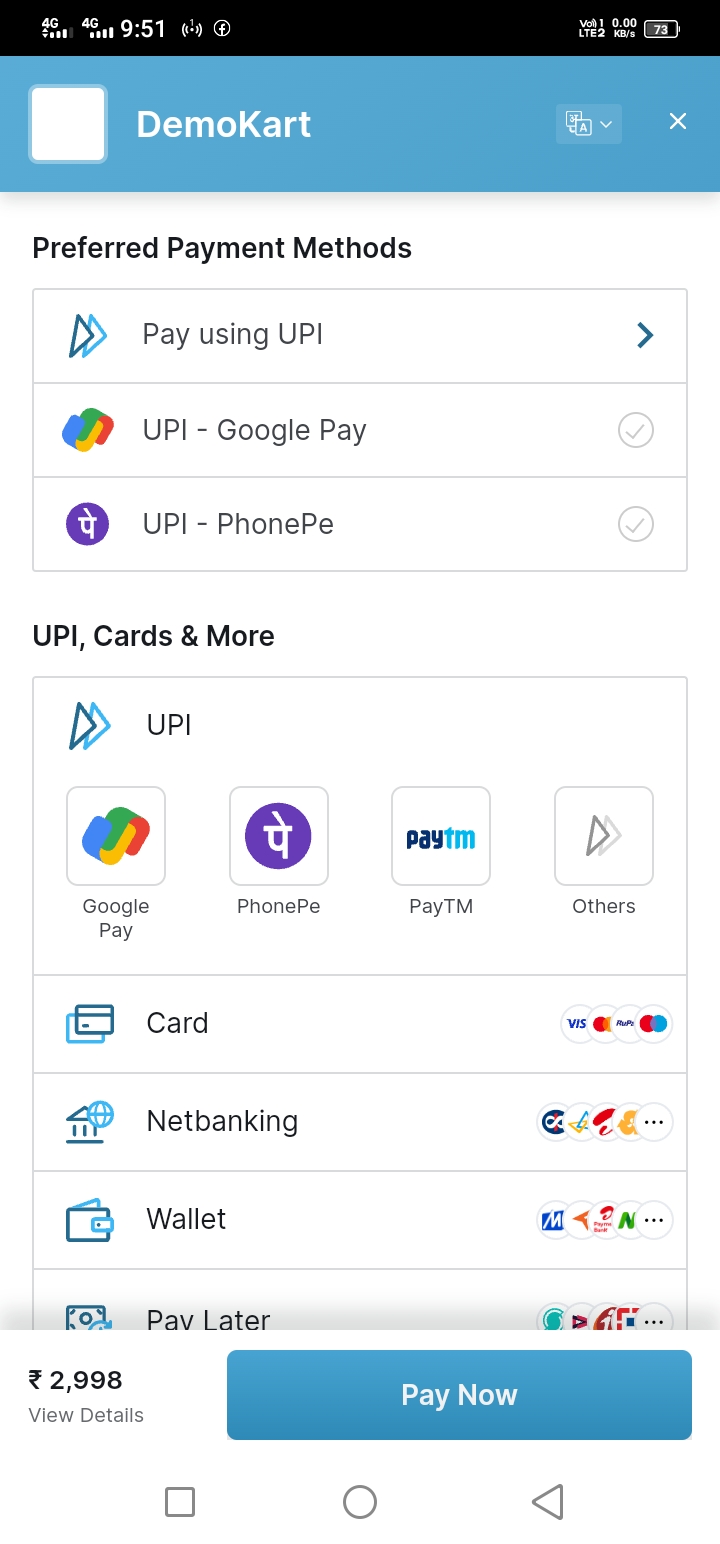 4G 4G 9:51 Vo) 1 LTE2 0.00 KB/s 73
DemoKart
Preferred Payment Methods
Pay using UPI
UPI - Google Pay
पे UPI - PhonePe
UPI, Cards & More
UPI
पे paytm
Google Pay
PhonePe
PayTM
Others
Card VIS RuPa
Netbanking
Wallet
Pay Later
₹ 2,998
View Details
Pay Now